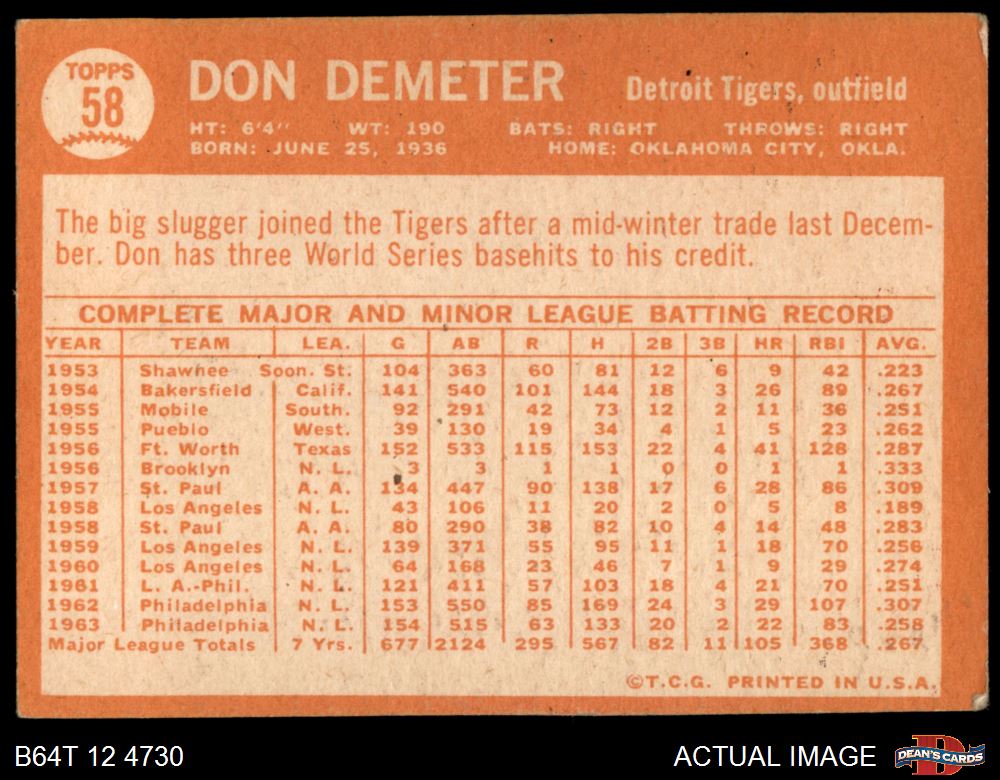 TOPPS
58
DON DEMETER
Detroit Tigers, outfield
HT: 6'4" WT: 190 BATS: RIGHT THROWS: RIGHT
BORN: JUNE 25, 1936 HOME: OKLAHOMA CITY, OKLA.
The big slugger joined the Tigers after a mid-winter trade last Decem-
ber. Don has three World Series basehits to his credit.
COMPLETE MAJOR AND MINOR LEAGUE BATTING RECORD
YEAR TEAM LEA. G AB R H 2B 3B HR RBI AVG.
1953 Shawnee Soon. St. 104 363 60 81 12 6 9 42 .223
1954 Bakersfield Calif. 141 540 101 144 18 3 26 89 .267
1955 Mobile South. 92 291 42 73 12 2 11 36 .251
1955 Pueblo West. 39 130 19 34 4 1 5 23 .262
1956 Ft. Worth Texas 152 533 115 153 22 4 41 128 .287
1956 Brooklyn N. L. 3 3 1 1 0 0 1 1 .333
1957 St. Paul A. A. 134 447 90 138 17 6 28 86 .309
1958 Los Angeles N. L. 43 106 11 20 2 0 5 8 .189
1958 St. Paul A. A. 80 290 38 82 10 4 14 48 .283
1959 Los Angeles N. L. 139 371 55 95 11 1 18 70 .256
1960 Los Angeles N. L. 64 168 23 46 7 1 9 29 .274
1961 L. A.-Phil. N. L. 121 411 57 103 18 4 21 70 .251
1962 Philadelphia N. L. 153 550 85 169 24 3 29 107 .307
1963 Philadelphia N. L. 154 515 63 133 20 2 22 83 .258
Major League Totals 7 Yrs. 677 2124 295 567 82 11 105 368 .267
©T.C.G. PRINTED IN U.S.A.
B64T 12 4730 ACTUAL IMAGE DEAN'S CARDS